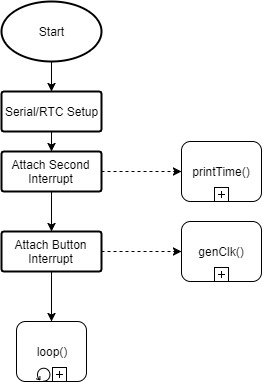 Start
Serial/RTC Setup
Attach Second
Interrupt
printTime()
Attach Button
Interrupt
genClk()
loop()